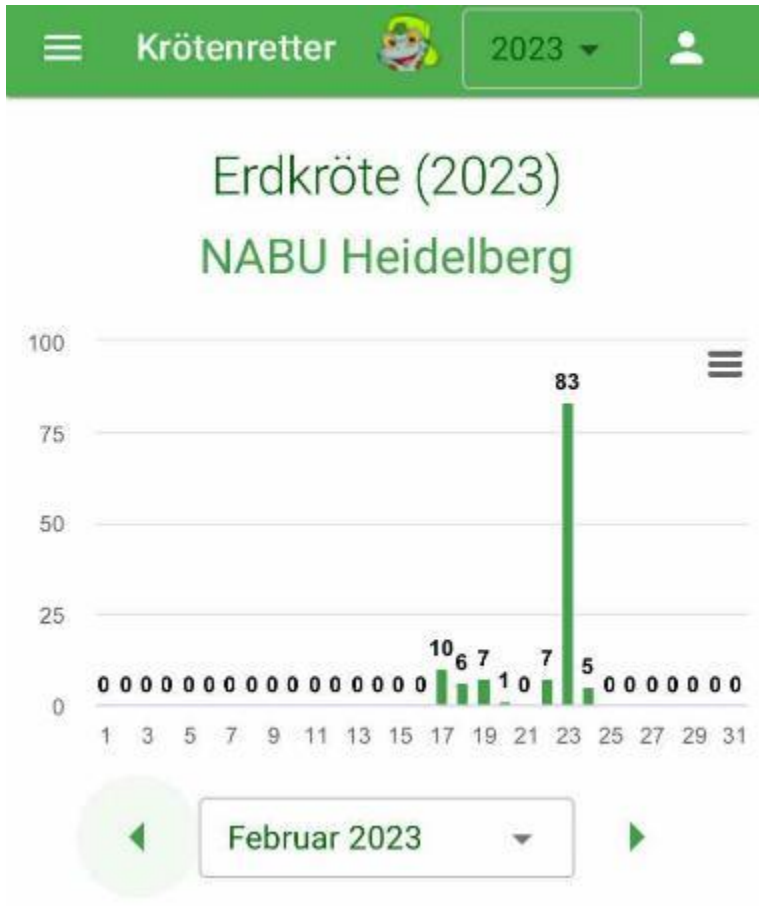 Krötenretter 2023
Erdkröte (2023)
NABU Heidelberg
100
83
75
50
25
10 6 7 1 0 7 5
0 0 0 0 0 0 0 0 0 0 0 0 0 0 0 0 0 0 0 0 0 0 0
0
1 3 5 7 9 11 13 15 17 19 21 23 25 27 29 31
Februar 2023